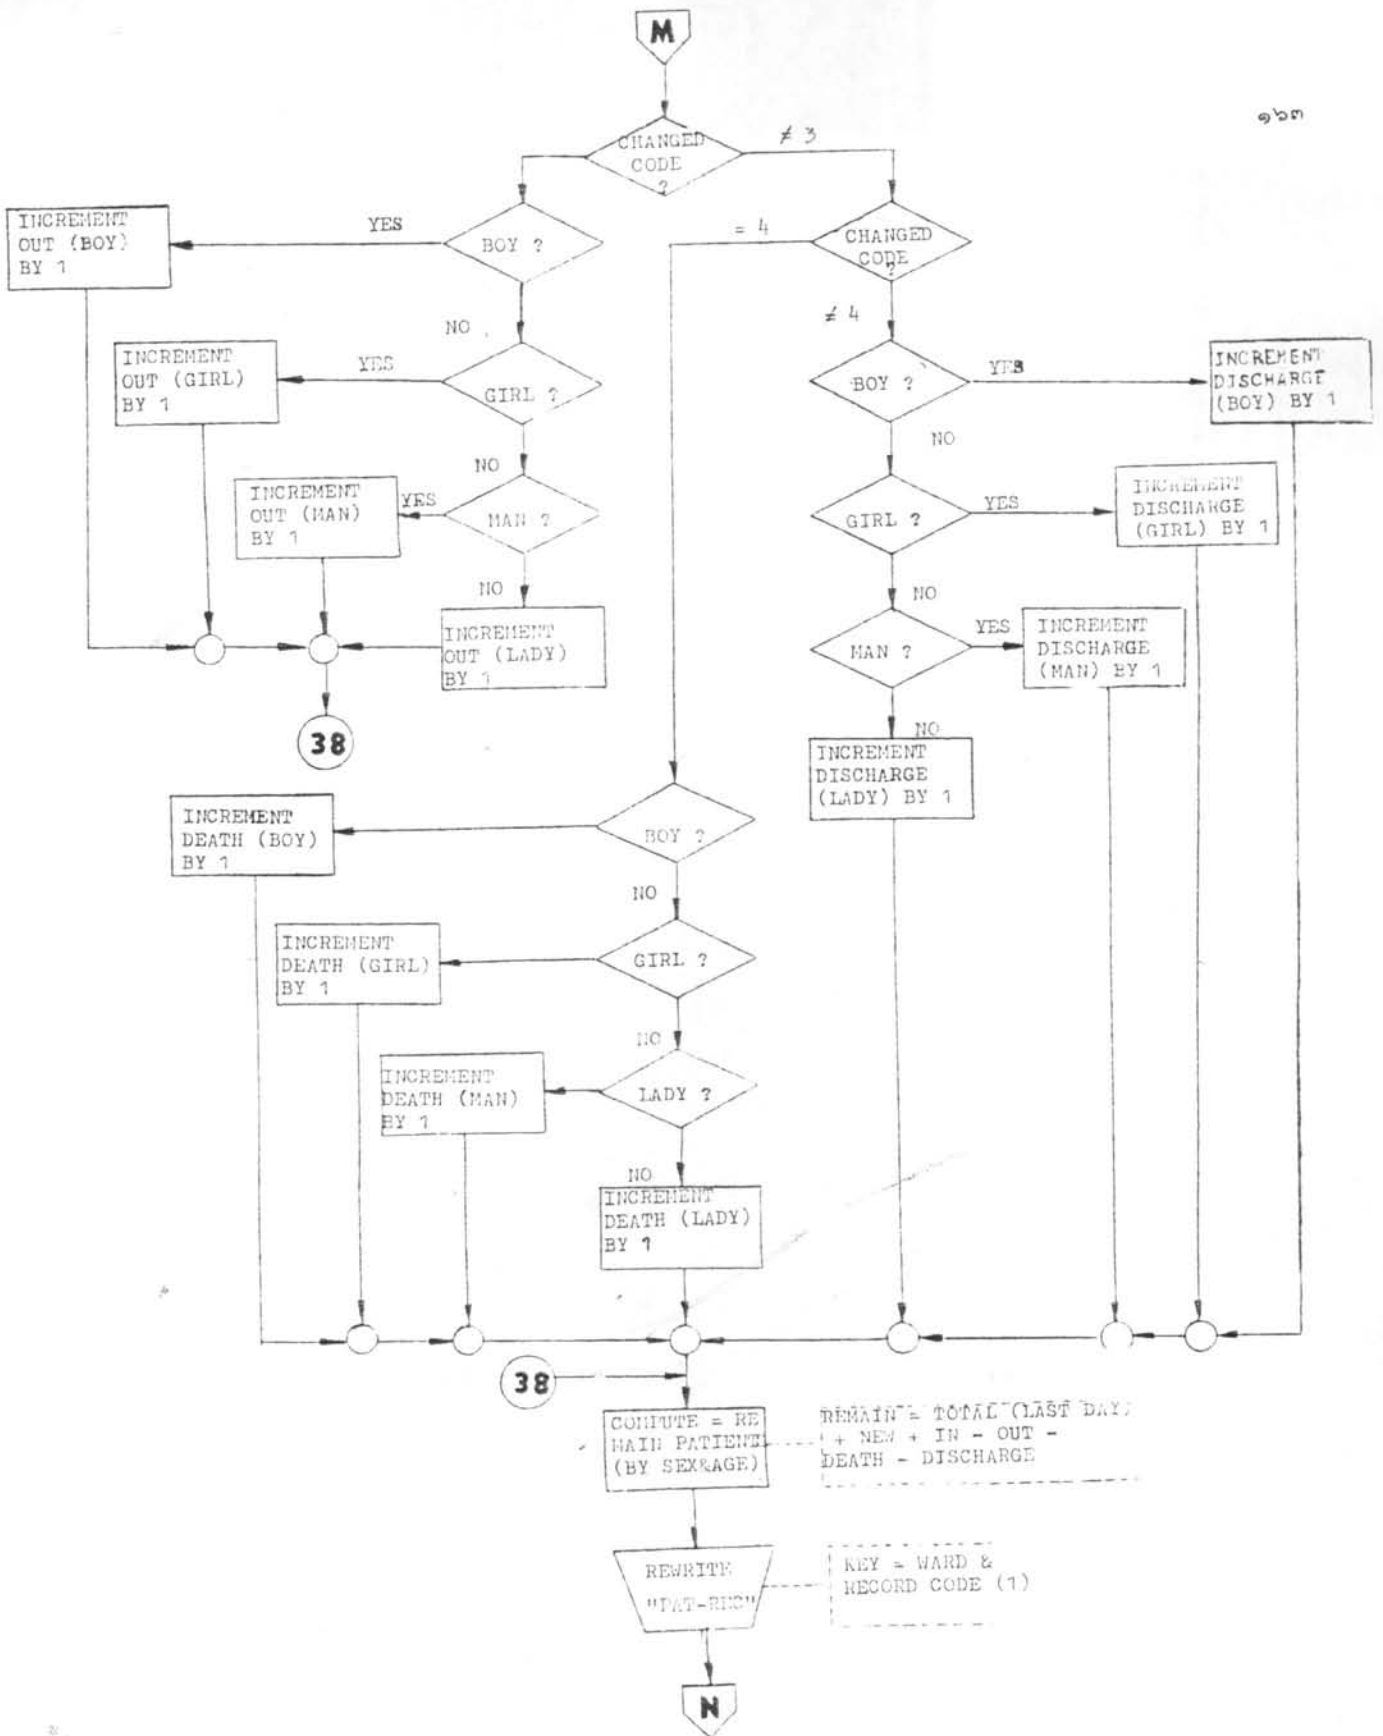 M
๑๖๓
CHANGED
CODE
?
≠ 3
INCREMENT
OUT (BOY)
BY 1
YES
BOY ?
= 4
CHANGED
CODE
?
NO
≠ 4
INCREMENT
OUT (GIRL)
BY 1
YES
GIRL ?
BOY ?
YES
INCREMENT
DISCHARGE
(BOY) BY 1
NO
NO
INCREMENT
OUT (MAN)
BY 1
YES
MAN ?
GIRL ?
YES
INCREMENT
DISCHARGE
(GIRL) BY 1
NO
NO
INCREMENT
OUT (LADY)
BY 1
MAN ?
YES
INCREMENT
DISCHARGE
(MAN) BY 1
38
NO
INCREMENT
DISCHARGE
(LADY) BY 1
INCREMENT
DEATH (BOY)
BY 1
BOY ?
NO
INCREMENT
DEATH (GIRL)
BY 1
GIRL ?
NO
INCREMENT
DEATH (MAN)
BY 1
LADY ?
NO
INCREMENT
DEATH (LADY)
BY 1
38
COMPUTE = RE
MAIN PATIENT
(BY SEX&AGE)
REMAIN = TOTAL (LAST DAY)
+ NEW + IN - OUT -
DEATH - DISCHARGE
REWRITE
"PAT-REC"
KEY = WARD &
RECORD CODE (1)
N